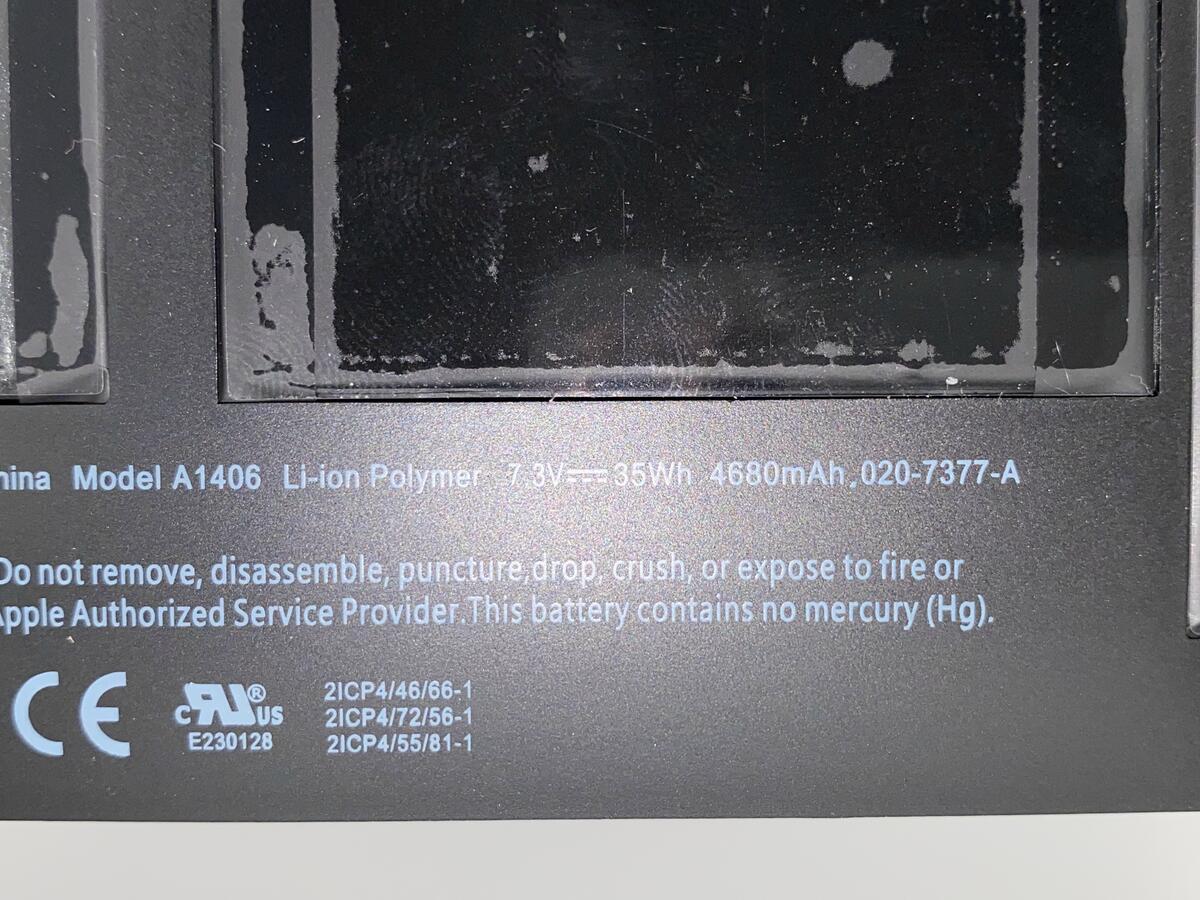 Model A1406 Li-ion Polymer 7.3V⎓35Wh 4680mAh,020-7377-A
Do not remove, disassemble, puncture,drop, crush, or expose to fire or
Apple Authorized Service Provider.This battery contains no mercury (Hg).
CE
c RU® US
E230128
2ICP4/46/66-1
2ICP4/72/56-1
2ICP4/55/81-1